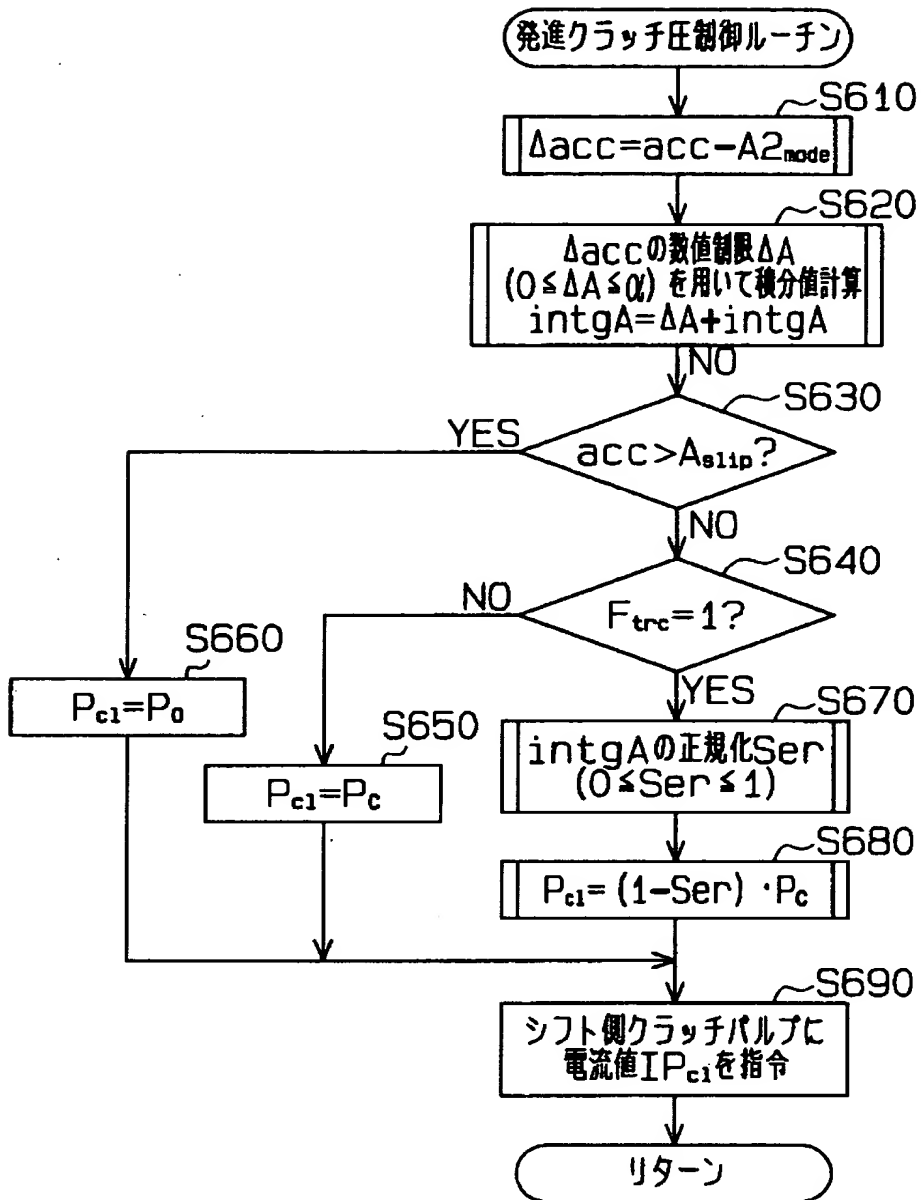 発進クラッチ圧制御ルーチン
S610
Δacc=acc-A2mode
S620
Δaccの数値制限ΔA
(0≦ΔA≦α)を用いて積分値計算
intgA=ΔA+intgA
NO
S630
YES
acc>Aslip?
NO
S640
NO
Ftrc=1?
S660
YES
Pcl=P0
S670
S650
intgAの正規化Ser
(0≦Ser≦1)
Pcl=PC
S680
Pcl=(1-Ser)・PC
S690
シフト側クラッチバルブに
電流値IPclを指令
リターン